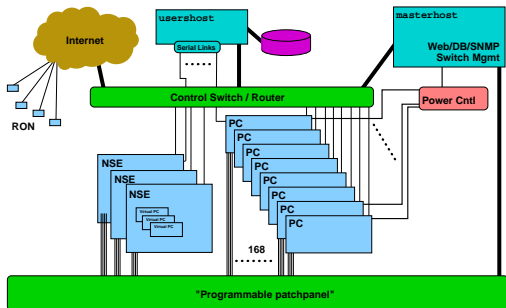 usershost
masterhost
Internet
Serial Links
Web/DB/SNMP
Switch Mgmt
Control Switch / Router
Power Cntl
RON
PC
PC
PC
PC
PC
PC
PC
PC
NSE
NSE
NSE
Virtual PC
Virtual PC
Virtual PC
168
"Programmable patchpanel"